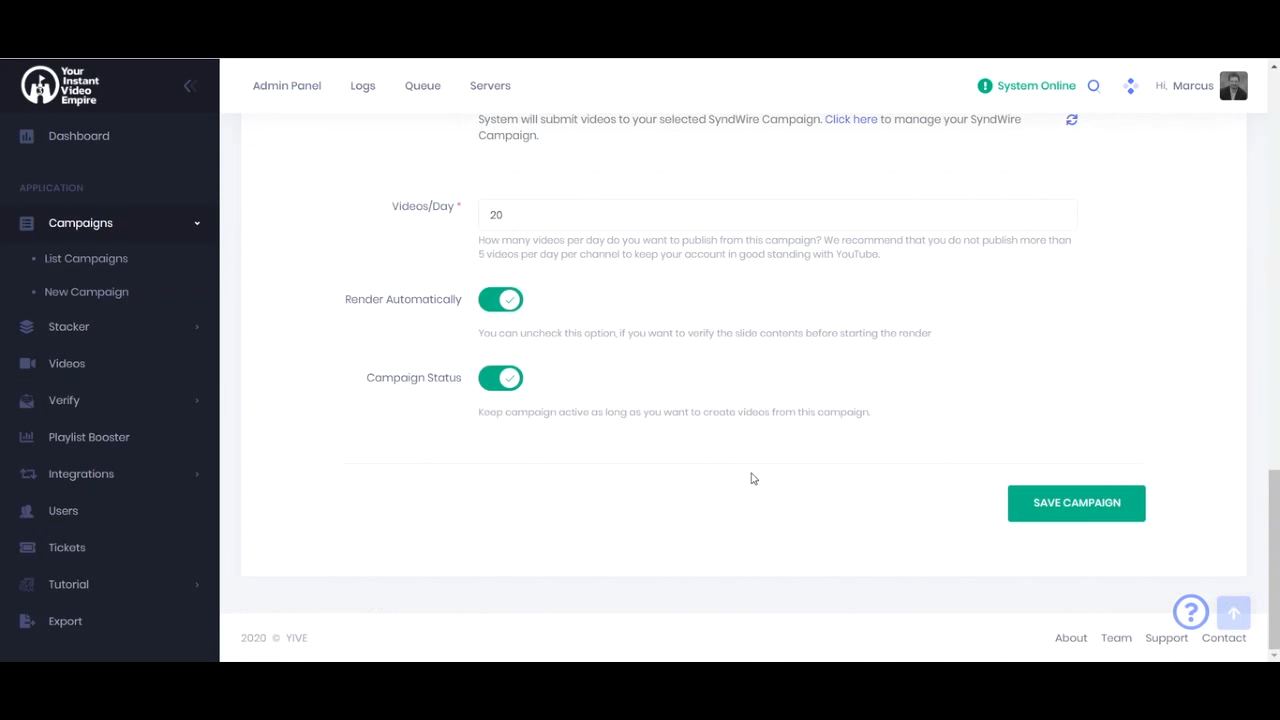 Your
Instant
Video
Empire
Admin Panel
Logs
Queue
Servers
System Online
Hi, Marcus
Dashboard
APPLICATION
Campaigns
List Campaigns
New Campaign
Stacker
Videos
Verify
Playlist Booster
Integrations
Users
Tickets
Tutorial
Export
System will submit videos to your selected SyndWire Campaign. Click here to manage your SyndWire
Campaign.
Videos/Day *
20
How many videos per day do you want to publish from this campaign? We recommend that you do not publish more than
5 videos per day per channel to keep your account in good standing with YouTube.
Render Automatically
You can uncheck this option, if you want to verify the slide contents before starting the render
Campaign Status
Keep campaign active as long as you want to create videos from this campaign.
SAVE CAMPAIGN
?
2020 © YIVE
About
Team
Support
Contact